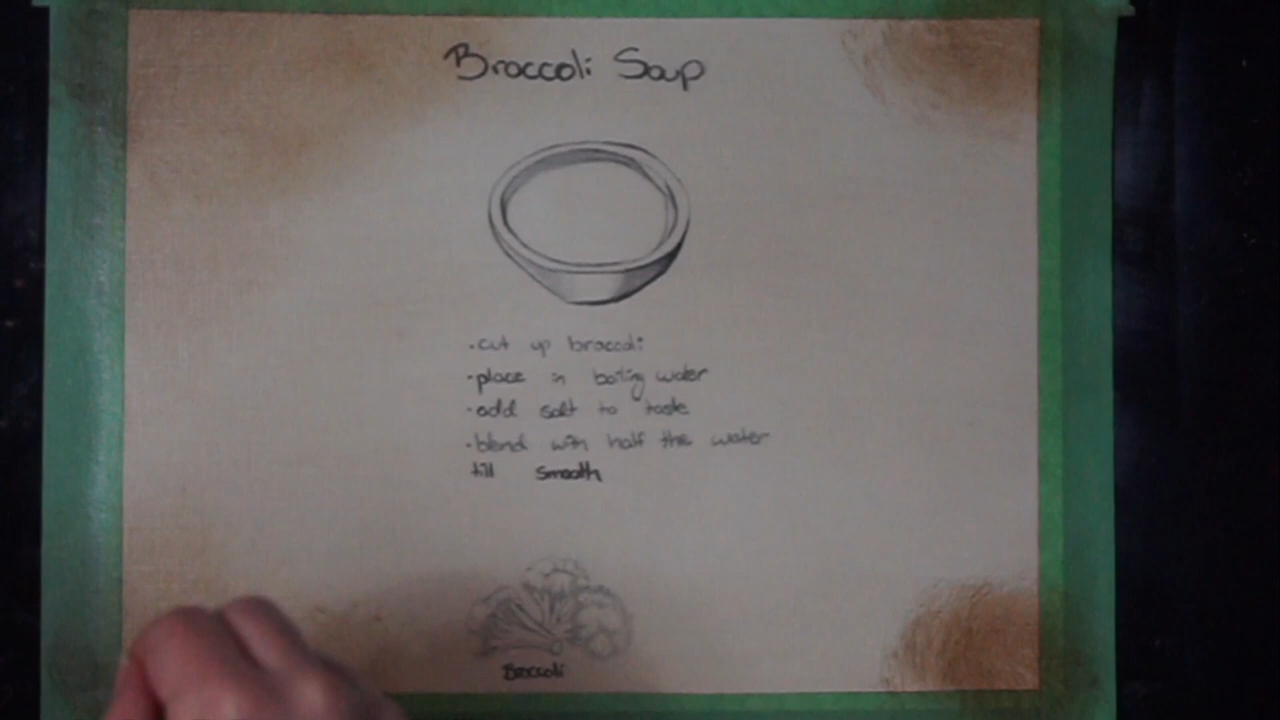 Broccoli Soup
·cut up broccoli
·place in boiling water
·add salt to taste
·blend with half the water
till smooth
Broccoli